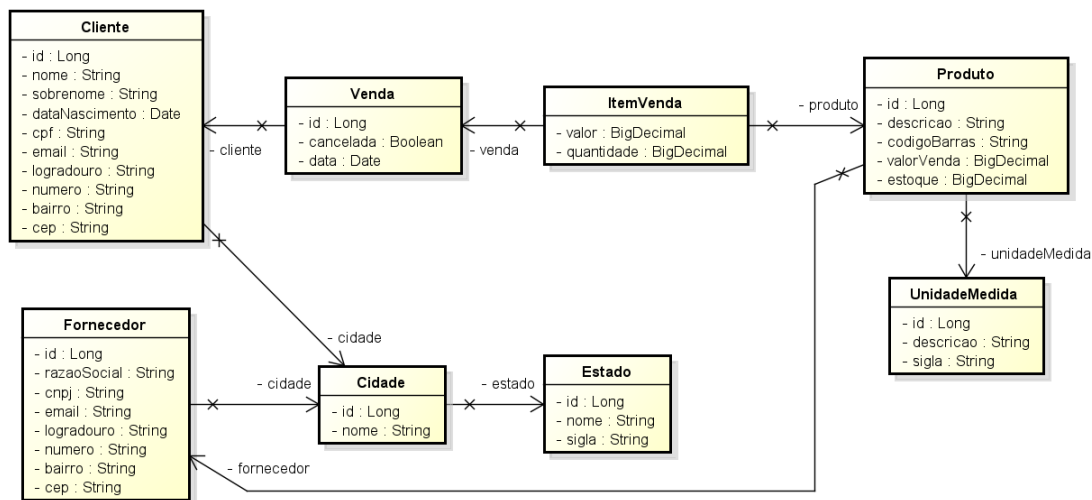 Cliente
- id : Long
- nome : String
- sobrenome : String
- dataNascimento : Date
- cpf : String
- email : String
- logradouro : String
- numero : String
- bairro : String
- cep : String
- cliente
Venda
- id : Long
- cancelada : Boolean
- data : Date
- venda
ItemVenda
- valor : BigDecimal
- quantidade : BigDecimal
- produto
Produto
- id : Long
- descricao : String
- codigoBarras : String
- valorVenda : BigDecimal
- estoque : BigDecimal
- unidadeMedida
UnidadeMedida
- id : Long
- descricao : String
- sigla : String
- cidade
Fornecedor
- id : Long
- razaoSocial : String
- cnpj : String
- email : String
- logradouro : String
- numero : String
- bairro : String
- cep : String
- cidade
Cidade
- id : Long
- nome : String
- estado
Estado
- id : Long
- nome : String
- sigla : String
- fornecedor